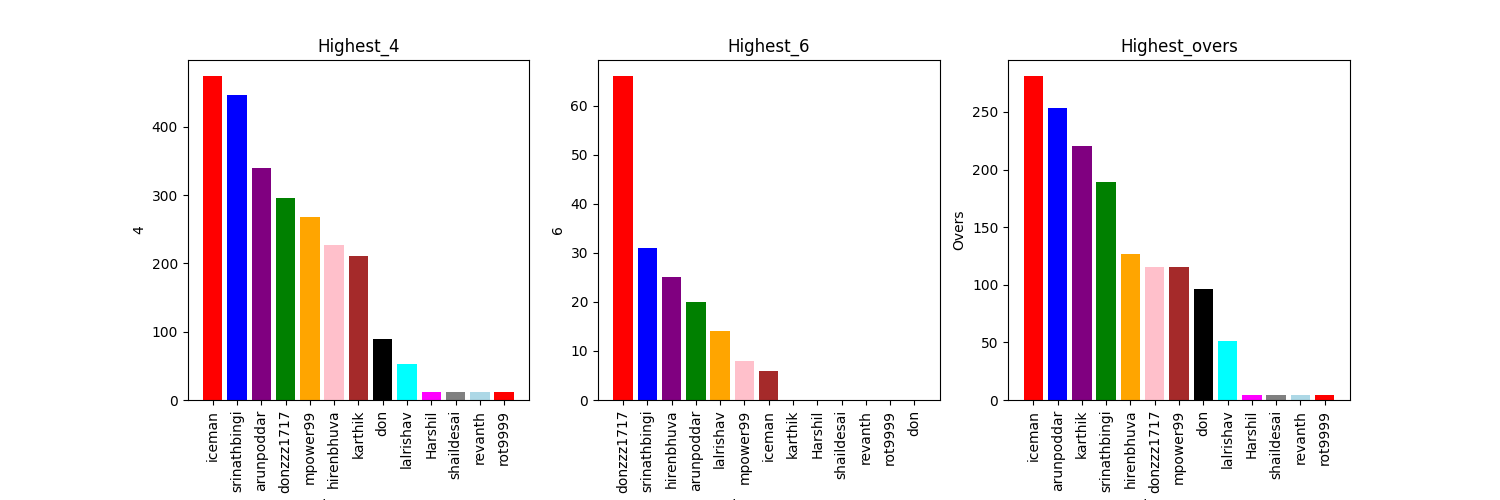 Highest_4
400
300
200
100
0
4
iceman
srinathbingi
arunpoddar
donzzz1717
mpower99
hirenbhuva
karthik
don
lalrishav
Harshil
shaildesai
revanth
rot9999
Highest_6
60
50
40
30
20
10
0
6
donzzz1717
srinathbingi
hirenbhuva
arunpoddar
lalrishav
mpower99
iceman
karthik
Harshil
shaildesai
revanth
rot9999
don
Highest_overs
250
200
150
100
50
0
Overs
iceman
arunpoddar
karthik
srinathbingi
hirenbhuva
donzzz1717
mpower99
don
lalrishav
Harshil
shaildesai
revanth
rot9999